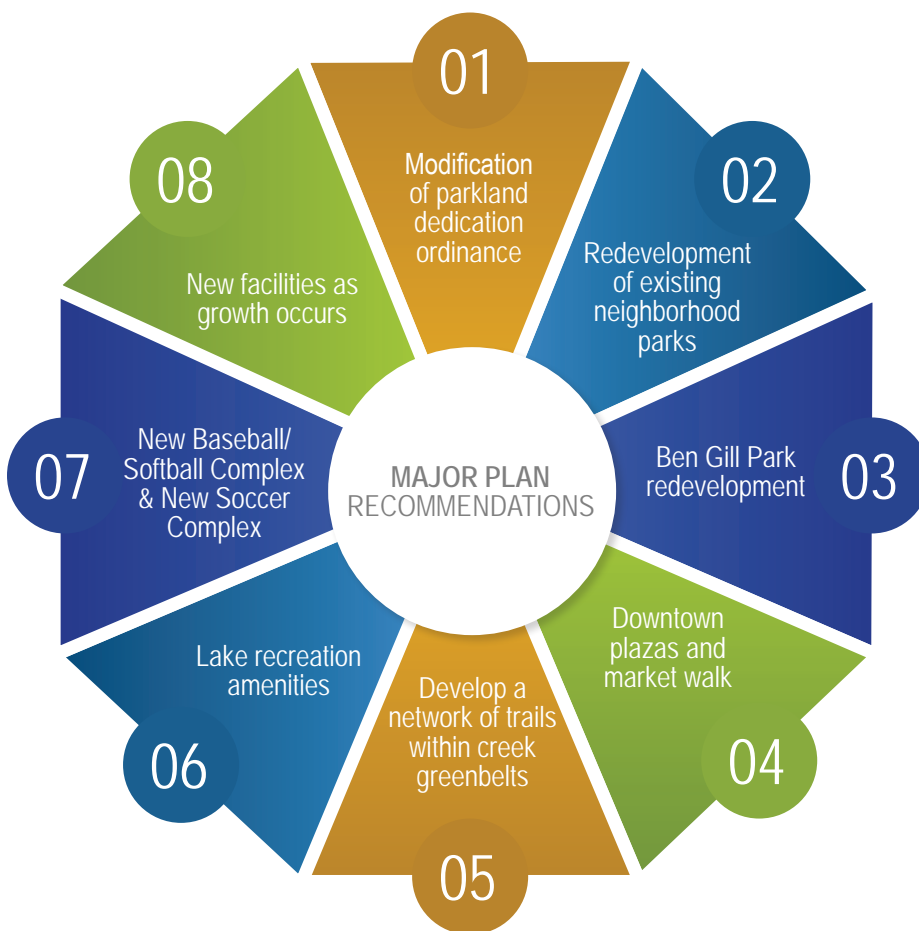 MAJOR PLAN
RECOMMENDATIONS
01
Modification
of parkland
dedication
ordinance
02
Redevelopment
of existing
neighborhood
parks
03
Ben Gill Park
redevelopment
04
Downtown
plazas and
market walk
05
Develop a
network of trails
within creek
greenbelts
06
Lake recreation
amenities
07
New Baseball/
Softball Complex
& New Soccer
Complex
08
New facilities as
growth occurs